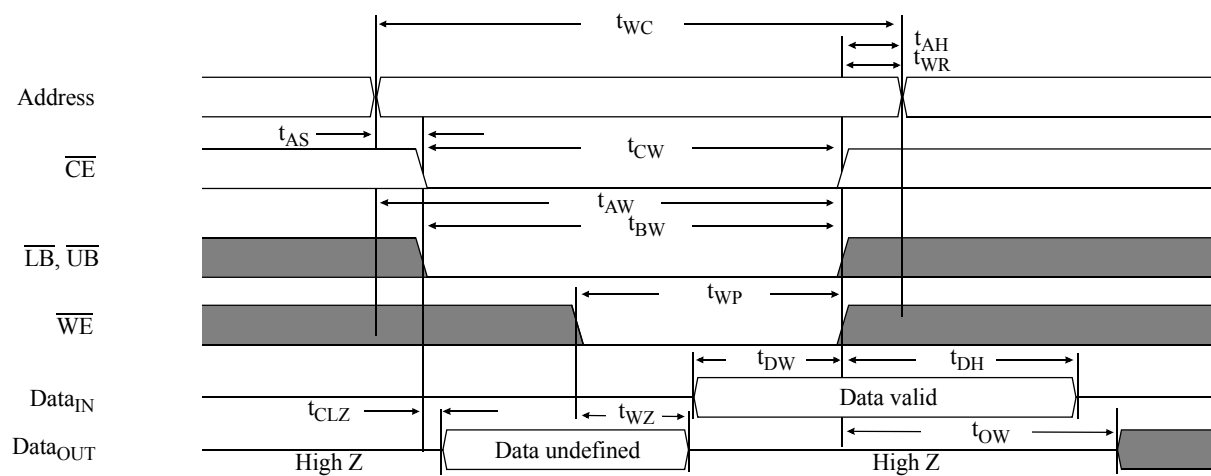 tWC
tAH
tWR
Address
tAS
tCW
CE
tAW
tBW
LB, UB
tWP
WE
tDW tDH
DataIN Data valid
tCLZ tWZ
tOW
DataOUT Data undefined
High Z High Z